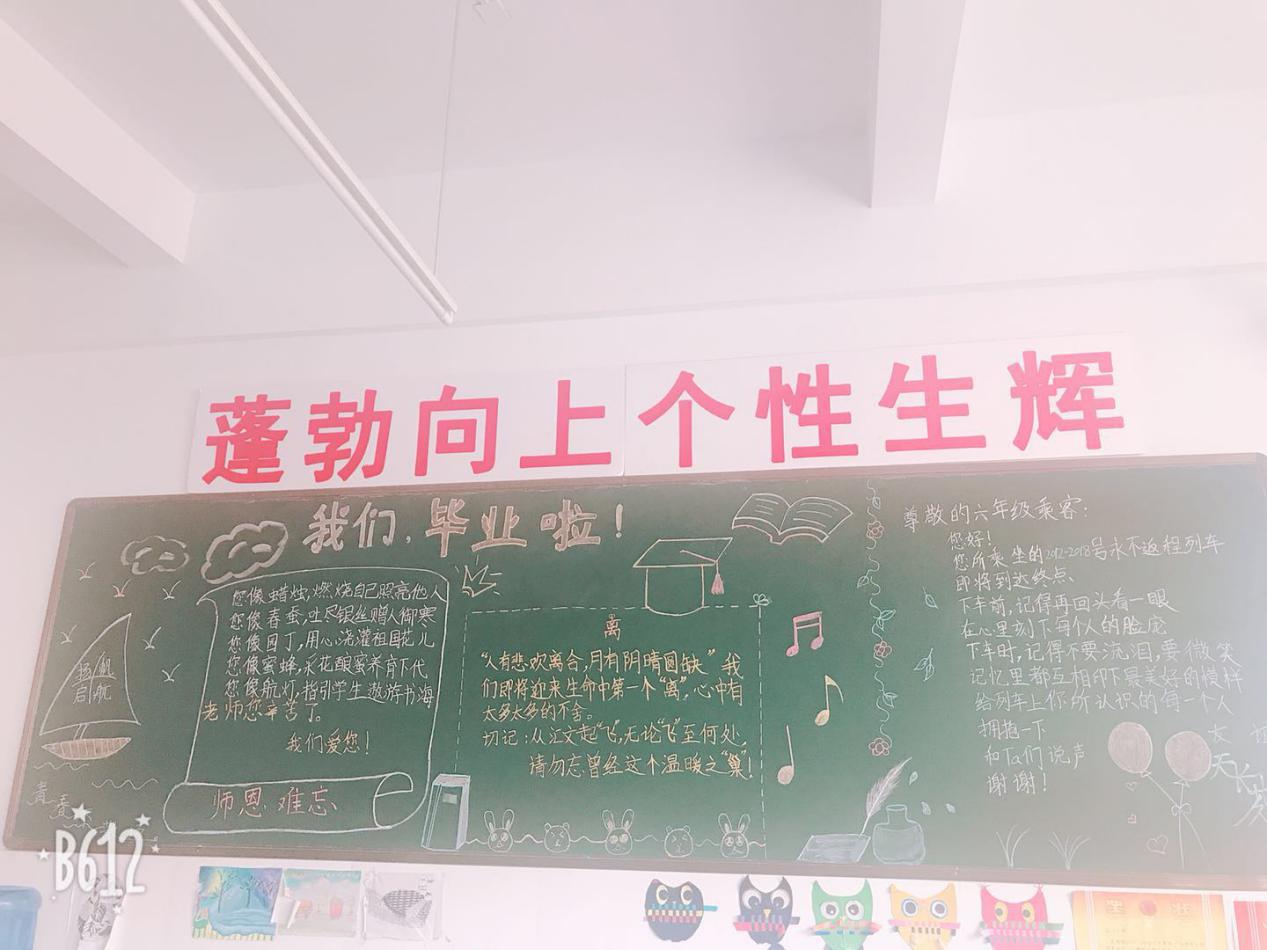 蓬勃向上个性生辉
我们，毕业啦！
扬帆
启航
青春
您像蜡烛，燃烧自己照亮他人
您像春蚕，吐尽银丝赠人御寒
您像园丁，用心浇灌祖国花儿
您像蜜蜂，采花酿蜜养育下代
您像航灯，指引学生遨游书海
老师您辛苦了。
我们爱您！
师恩难忘
离
“人有悲欢离合，月有阴晴圆缺”我
们即将迎来生命中第一个“离”，心中有
太多太多的不舍。
切记：从汇文起“飞”，无论“飞”至何处，
请勿忘曾经这个温暖之“巢”！
尊敬的六年级乘客：
您好！
您所乘坐的2012-2018号永不返程列车
即将到达终点
下车前，记得再回头看一眼
在心里刻下每个人的脸庞
下车时，记得不要流泪，要微笑
记忆里都互相印下最美好的模样
给列车上你所认识的每一个人
拥抱一下
和Ta们说声
谢谢！
友
天长
B612